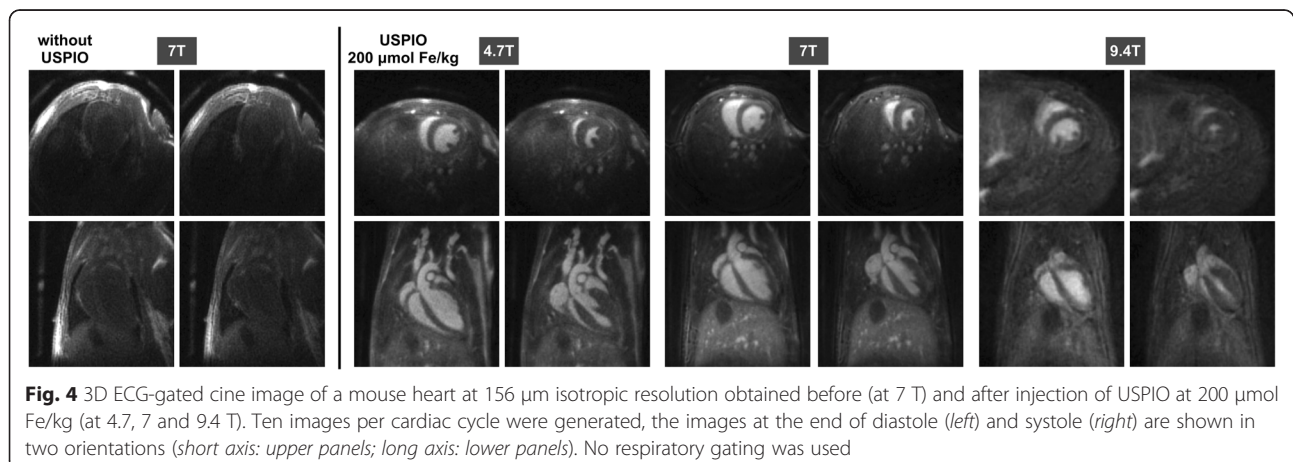 without
USPIO
7T
USPIO
200 µmol Fe/kg
4.7T
7T
9.4T
Fig. 4 3D ECG-gated cine image of a mouse heart at 156 µm isotropic resolution obtained before (at 7 T) and after injection of USPIO at 200 µmol
Fe/kg (at 4.7, 7 and 9.4 T). Ten images per cardiac cycle were generated, the images at the end of diastole (left) and systole (right) are shown in
two orientations (short axis: upper panels; long axis: lower panels). No respiratory gating was used